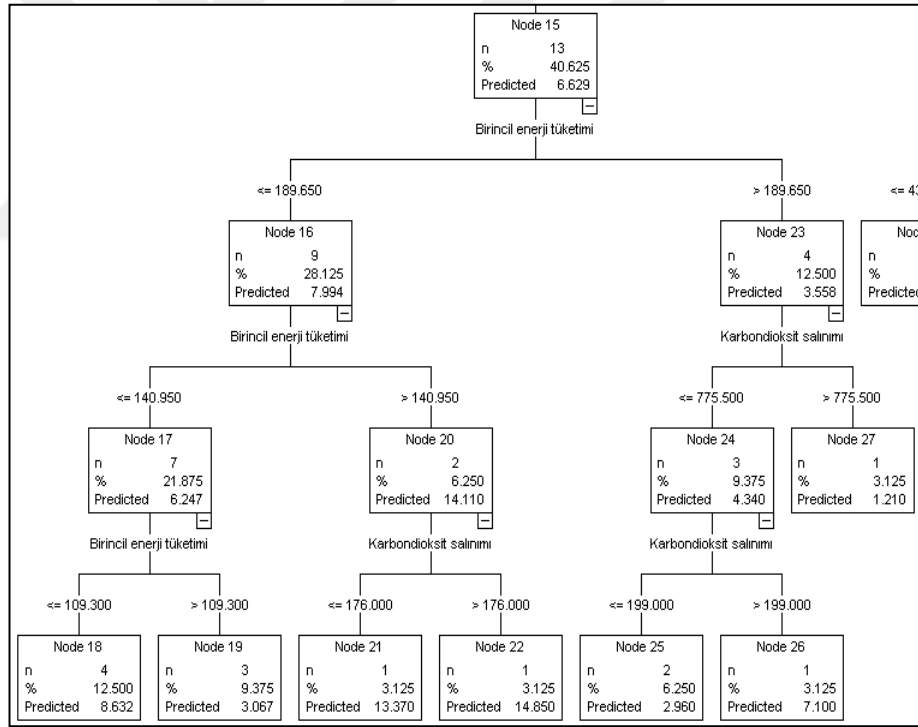 Node 15
n 13
% 40.625
Predicted 6.629
Birincil enerji tüketimi
<= 189.650
> 189.650
<= 43
Node 16
n 9
% 28.125
Predicted 7.994
Node 23
n 4
% 12.500
Predicted 3.558
Nod
n
%
Predicted
Birincil enerji tüketimi
Karbondioksit salınımı
<= 140.950
> 140.950
<= 775.500
> 775.500
Node 17
n 7
% 21.875
Predicted 6.247
Node 20
n 2
% 6.250
Predicted 14.110
Node 24
n 3
% 9.375
Predicted 4.340
Node 27
n 1
% 3.125
Predicted 1.210
Birincil enerji tüketimi
Karbondioksit salınımı
Karbondioksit salınımı
<= 109.300
> 109.300
<= 176.000
> 176.000
<= 199.000
> 199.000
Node 18
n 4
% 12.500
Predicted 8.632
Node 19
n 3
% 9.375
Predicted 3.067
Node 21
n 1
% 3.125
Predicted 13.370
Node 22
n 1
% 3.125
Predicted 14.850
Node 25
n 2
% 6.250
Predicted 2.960
Node 26
n 1
% 3.125
Predicted 7.100